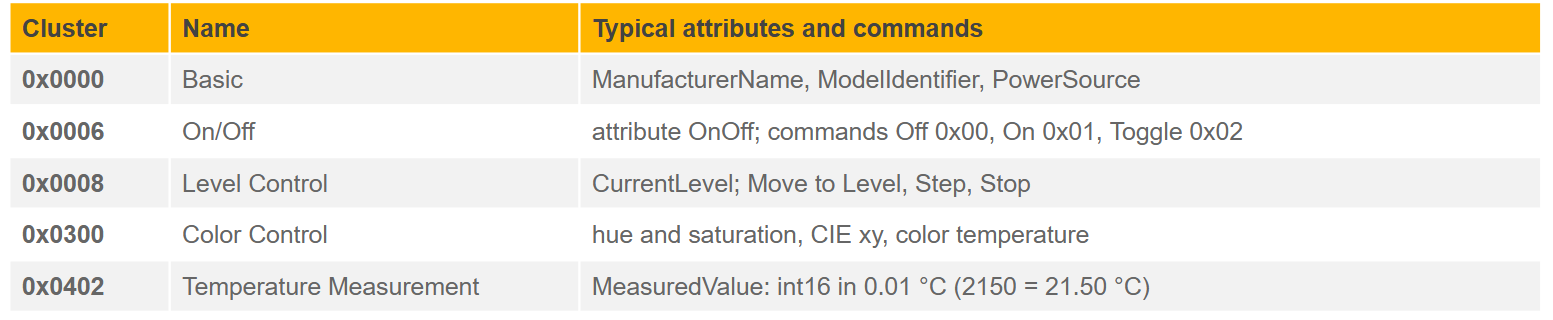 Cluster Name Typical attributes and commands
0x0000 Basic ManufacturerName, ModelIdentifier, PowerSource
0x0006 On/Off attribute OnOff; commands Off 0x00, On 0x01, Toggle 0x02
0x0008 Level Control CurrentLevel; Move to Level, Step, Stop
0x0300 Color Control hue and saturation, CIE xy, color temperature
0x0402 Temperature Measurement MeasuredValue: int16 in 0.01 °C (2150 = 21.50 °C)